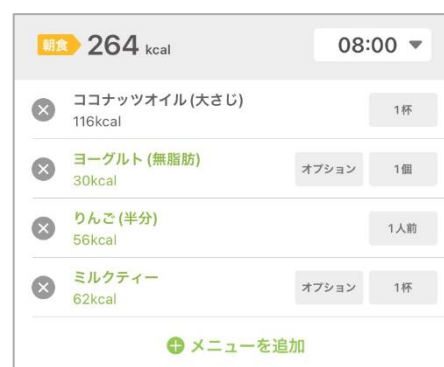 朝食 264 kcal 08:00
ココナッツオイル(大さじ)
116kcal
1杯
ヨーグルト(無脂肪)
30kcal
オプション 1個
りんご(半分)
56kcal
1人前
ミルクティー
62kcal
オプション 1杯
メニューを追加